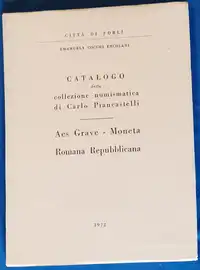 CITTÀ DI FORLÌ
EMANUELA COCCHI ERCOLANI
CATALOGO
della
collezione numismatica
di Carlo Piancastelli
Aes Grave - Moneta
Romana Repubblicana
1972